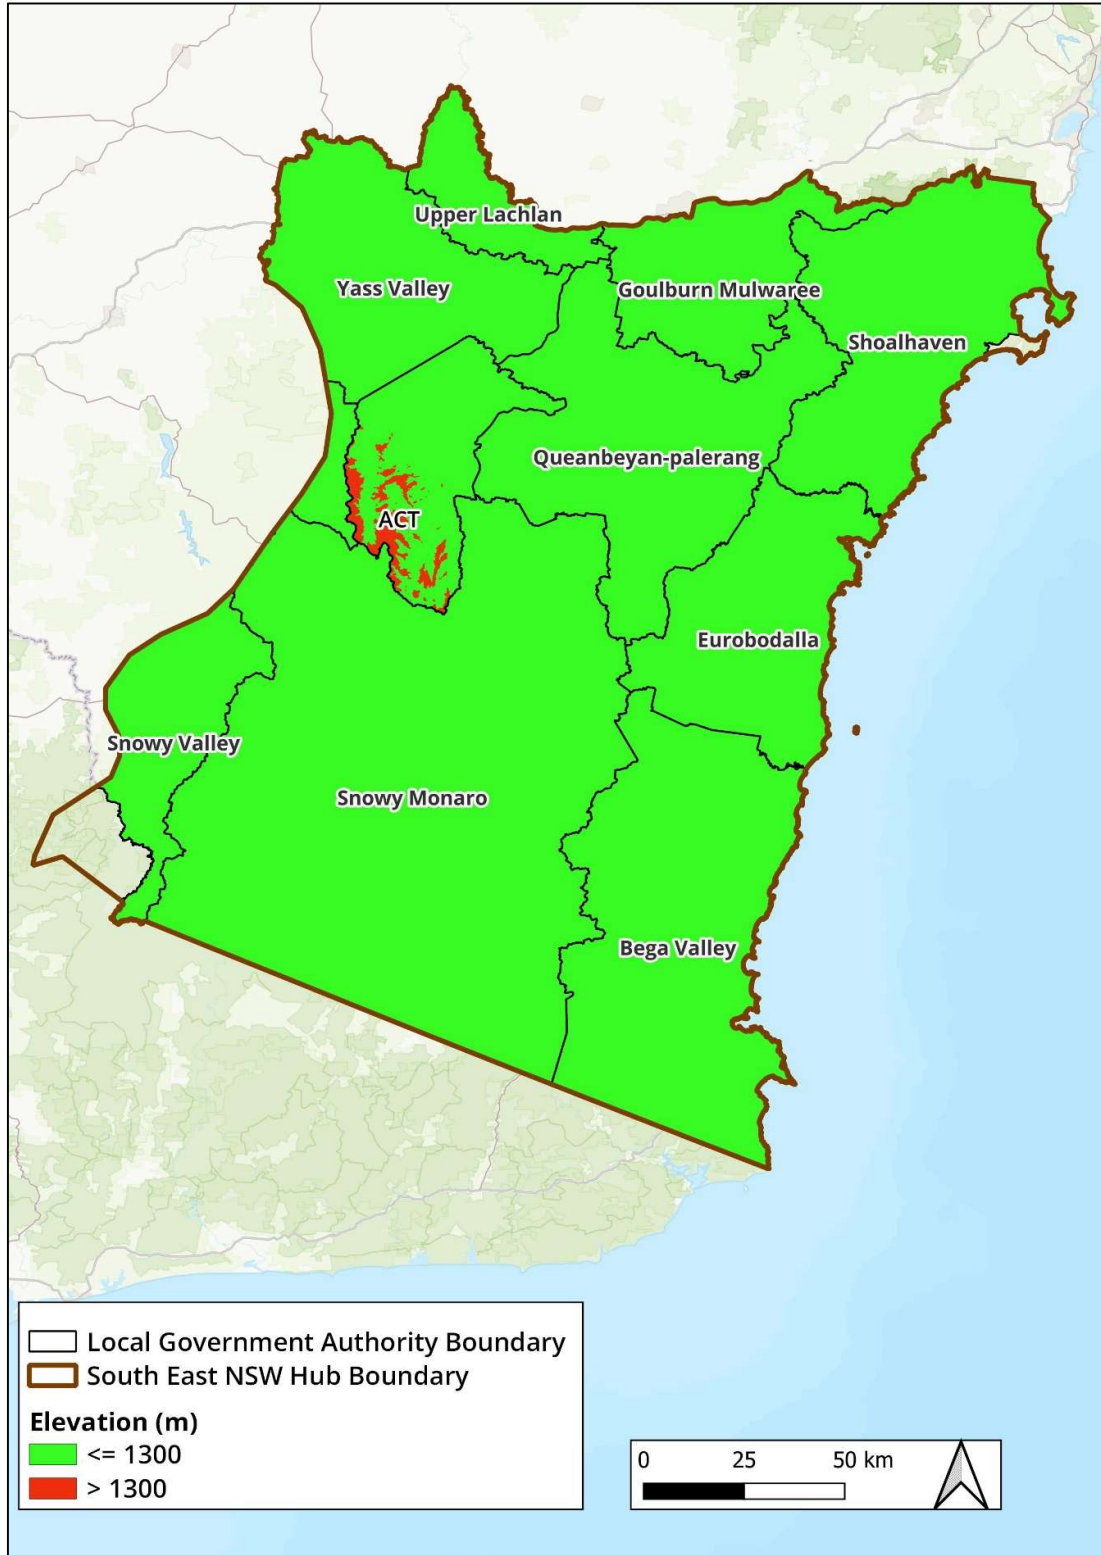 Upper Lachlan
Yass Valley
Goulburn Mulwaree
Shoalhaven
Queanbeyan-palerang
ACT
Eurobodalla
Snowy Valley
Snowy Monaro
Bega Valley
Local Government Authority Boundary
South East NSW Hub Boundary
Elevation (m)
<= 1300
> 1300
0 25 50 km